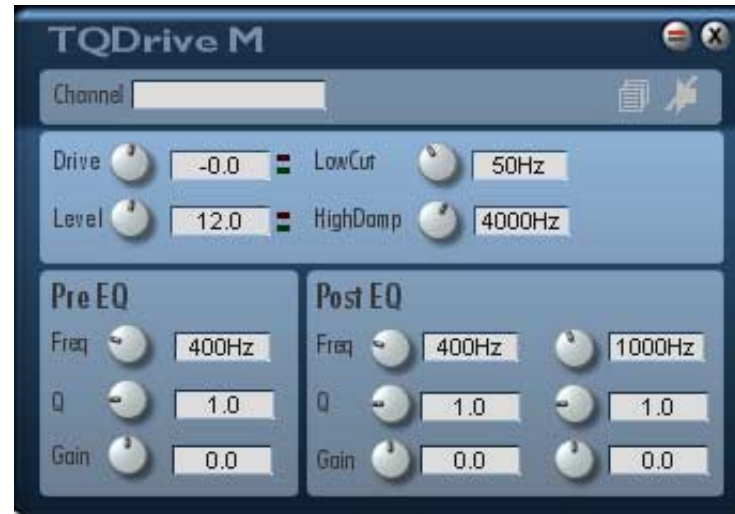 TQDrive M
Channel
Drive -0.0 LowCut 50Hz
Level 12.0 HighDamp 4000Hz
Pre EQ
Freq 400Hz
Q 1.0
Gain 0.0
Post EQ
Freq 400Hz 1000Hz
Q 1.0 1.0
Gain 0.0 0.0